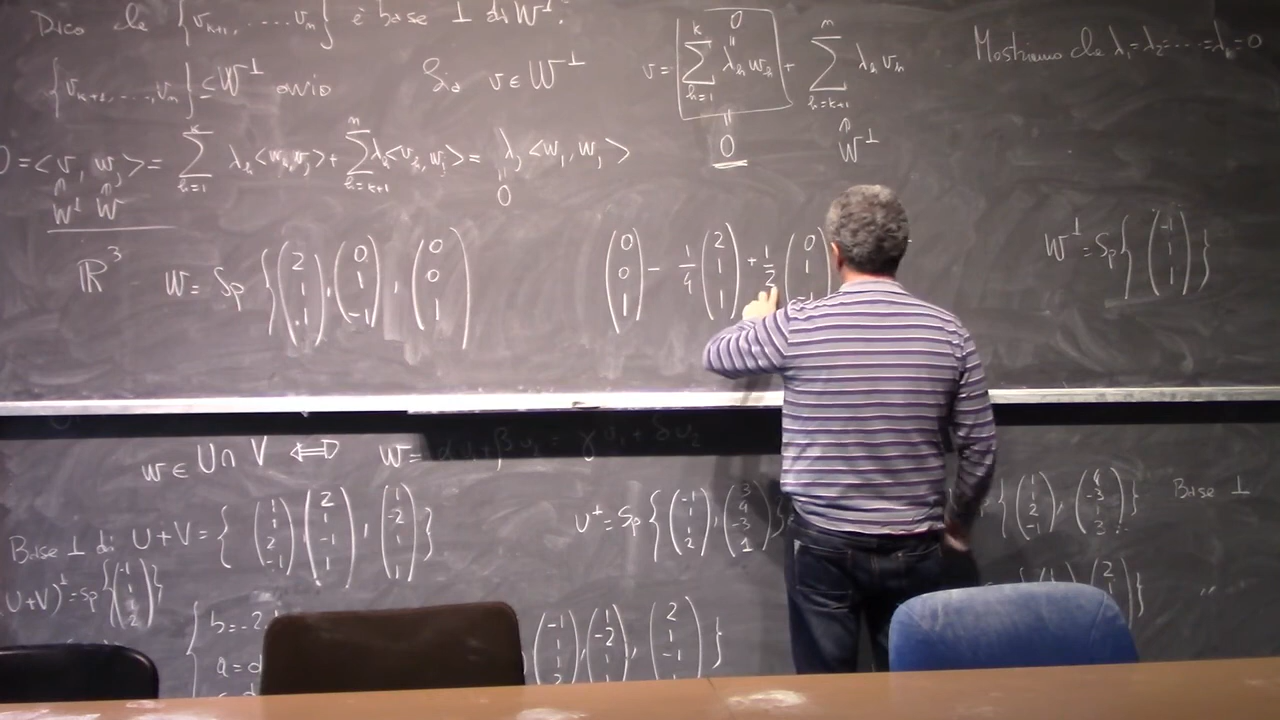 Dico che {v_{k+1}, ..., v_n} è base ⊥ di W^⊥.
{v_{k+1}, ..., v_n} ≤ W^⊥ ovvio Sia v ∈ W^⊥
v = ∑_{h=1}^{k} λ_h w_h + ∑_{h=k+1}^{n} λ_h v_h
= 0
0 W^⊥
Mostriamo che λ_1 = λ_2 = ... = λ_k = 0
0 = <v, w_j> = ∑_{h=1}^{k} λ_h <w_h, w_j> + ∑_{h=k+1}^{n} λ_h <v_h, w_j> = λ_j <w_j, w_j>
W^⊥ W 0
ℝ^3 W = Sp {(2 1 1), (0 1 -1), (0 0 1)
(0 0 1) - 1/4 (2 1 1) + 1/2 (0 1 -1)
W^⊥ = Sp {(-1 1 1)}
w ∈ U ∩ V ⟺ w = αu_1 + βu_2 = γv_1 + δv_2
Base ⊥ di U+V = { (1 1 2 -1), (2 1 -1 1), (1 -2 1 1) }
U^⊥ = Sp {(-1 -1 1 2), (3 4 -3 1)
{(1 1 2 -1), (4 -3 1 3)} Base ⊥
(U+V)^⊥ = Sp {(-1 1 1 2)}
{ b = -2
a =
(-1 1 1 2), (1 -2 1 1), (2 1 -1 1) }